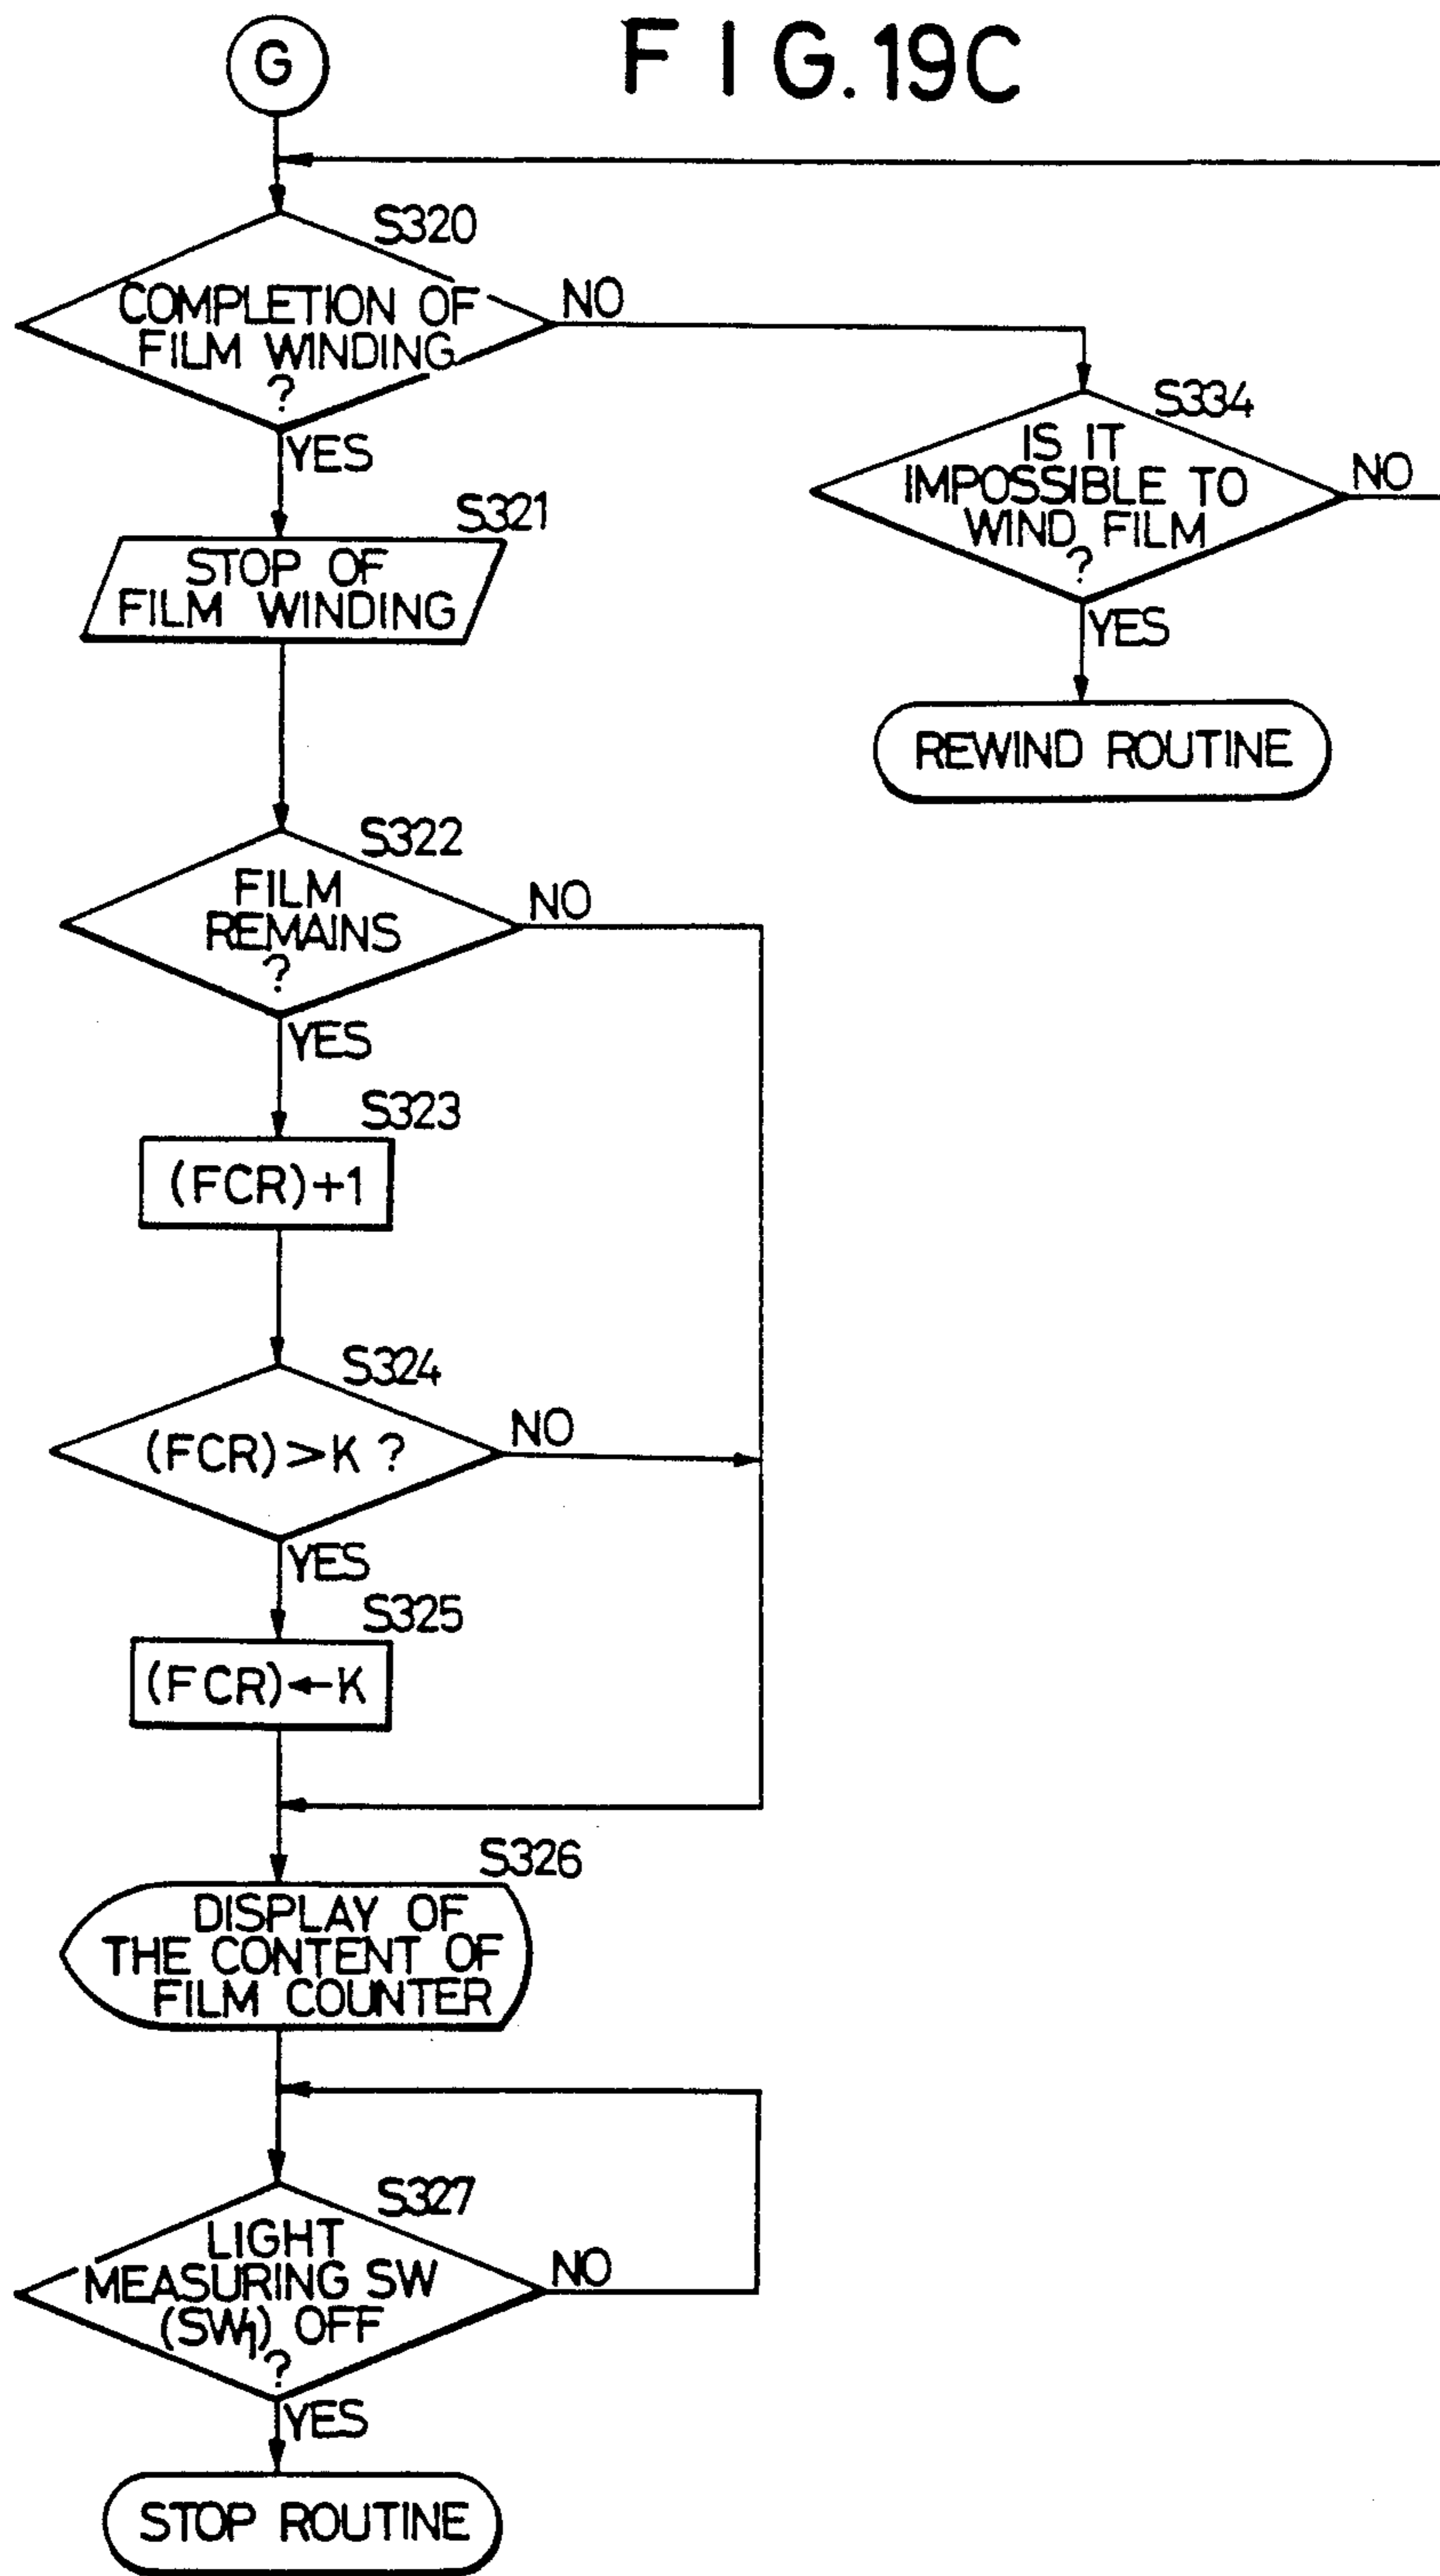 G
FIG.19C
S320
COMPLETION OF
FILM WINDING
?
NO
YES
S334
IS IT
IMPOSSIBLE TO
WIND FILM
?
NO
YES
REWIND ROUTINE
S321
STOP OF
FILM WINDING
S322
FILM
REMAINS
?
NO
YES
S323
(FCR)+1
S324
(FCR)>K ?
NO
YES
S325
(FCR)←K
S326
DISPLAY OF
THE CONTENT OF
FILM COUNTER
S327
LIGHT
MEASURING SW
(SW1) OFF
?
NO
YES
STOP ROUTINE